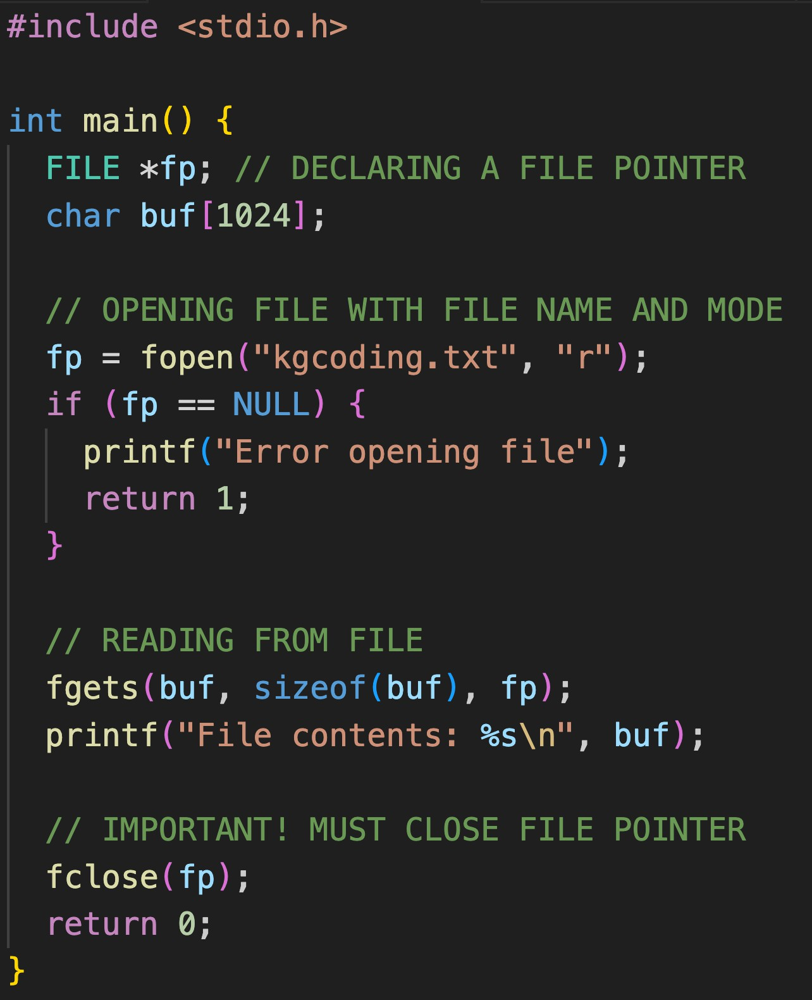 #include <stdio.h>
int main() {
FILE *fp; // DECLARING A FILE POINTER
char buf[1024];
// OPENING FILE WITH FILE NAME AND MODE
fp = fopen("kgcoding.txt", "r");
if (fp == NULL) {
printf("Error opening file");
return 1;
}
// READING FROM FILE
fgets(buf, sizeof(buf), fp);
printf("File contents: %s\n", buf);
// IMPORTANT! MUST CLOSE FILE POINTER
fclose(fp);
return 0;
}